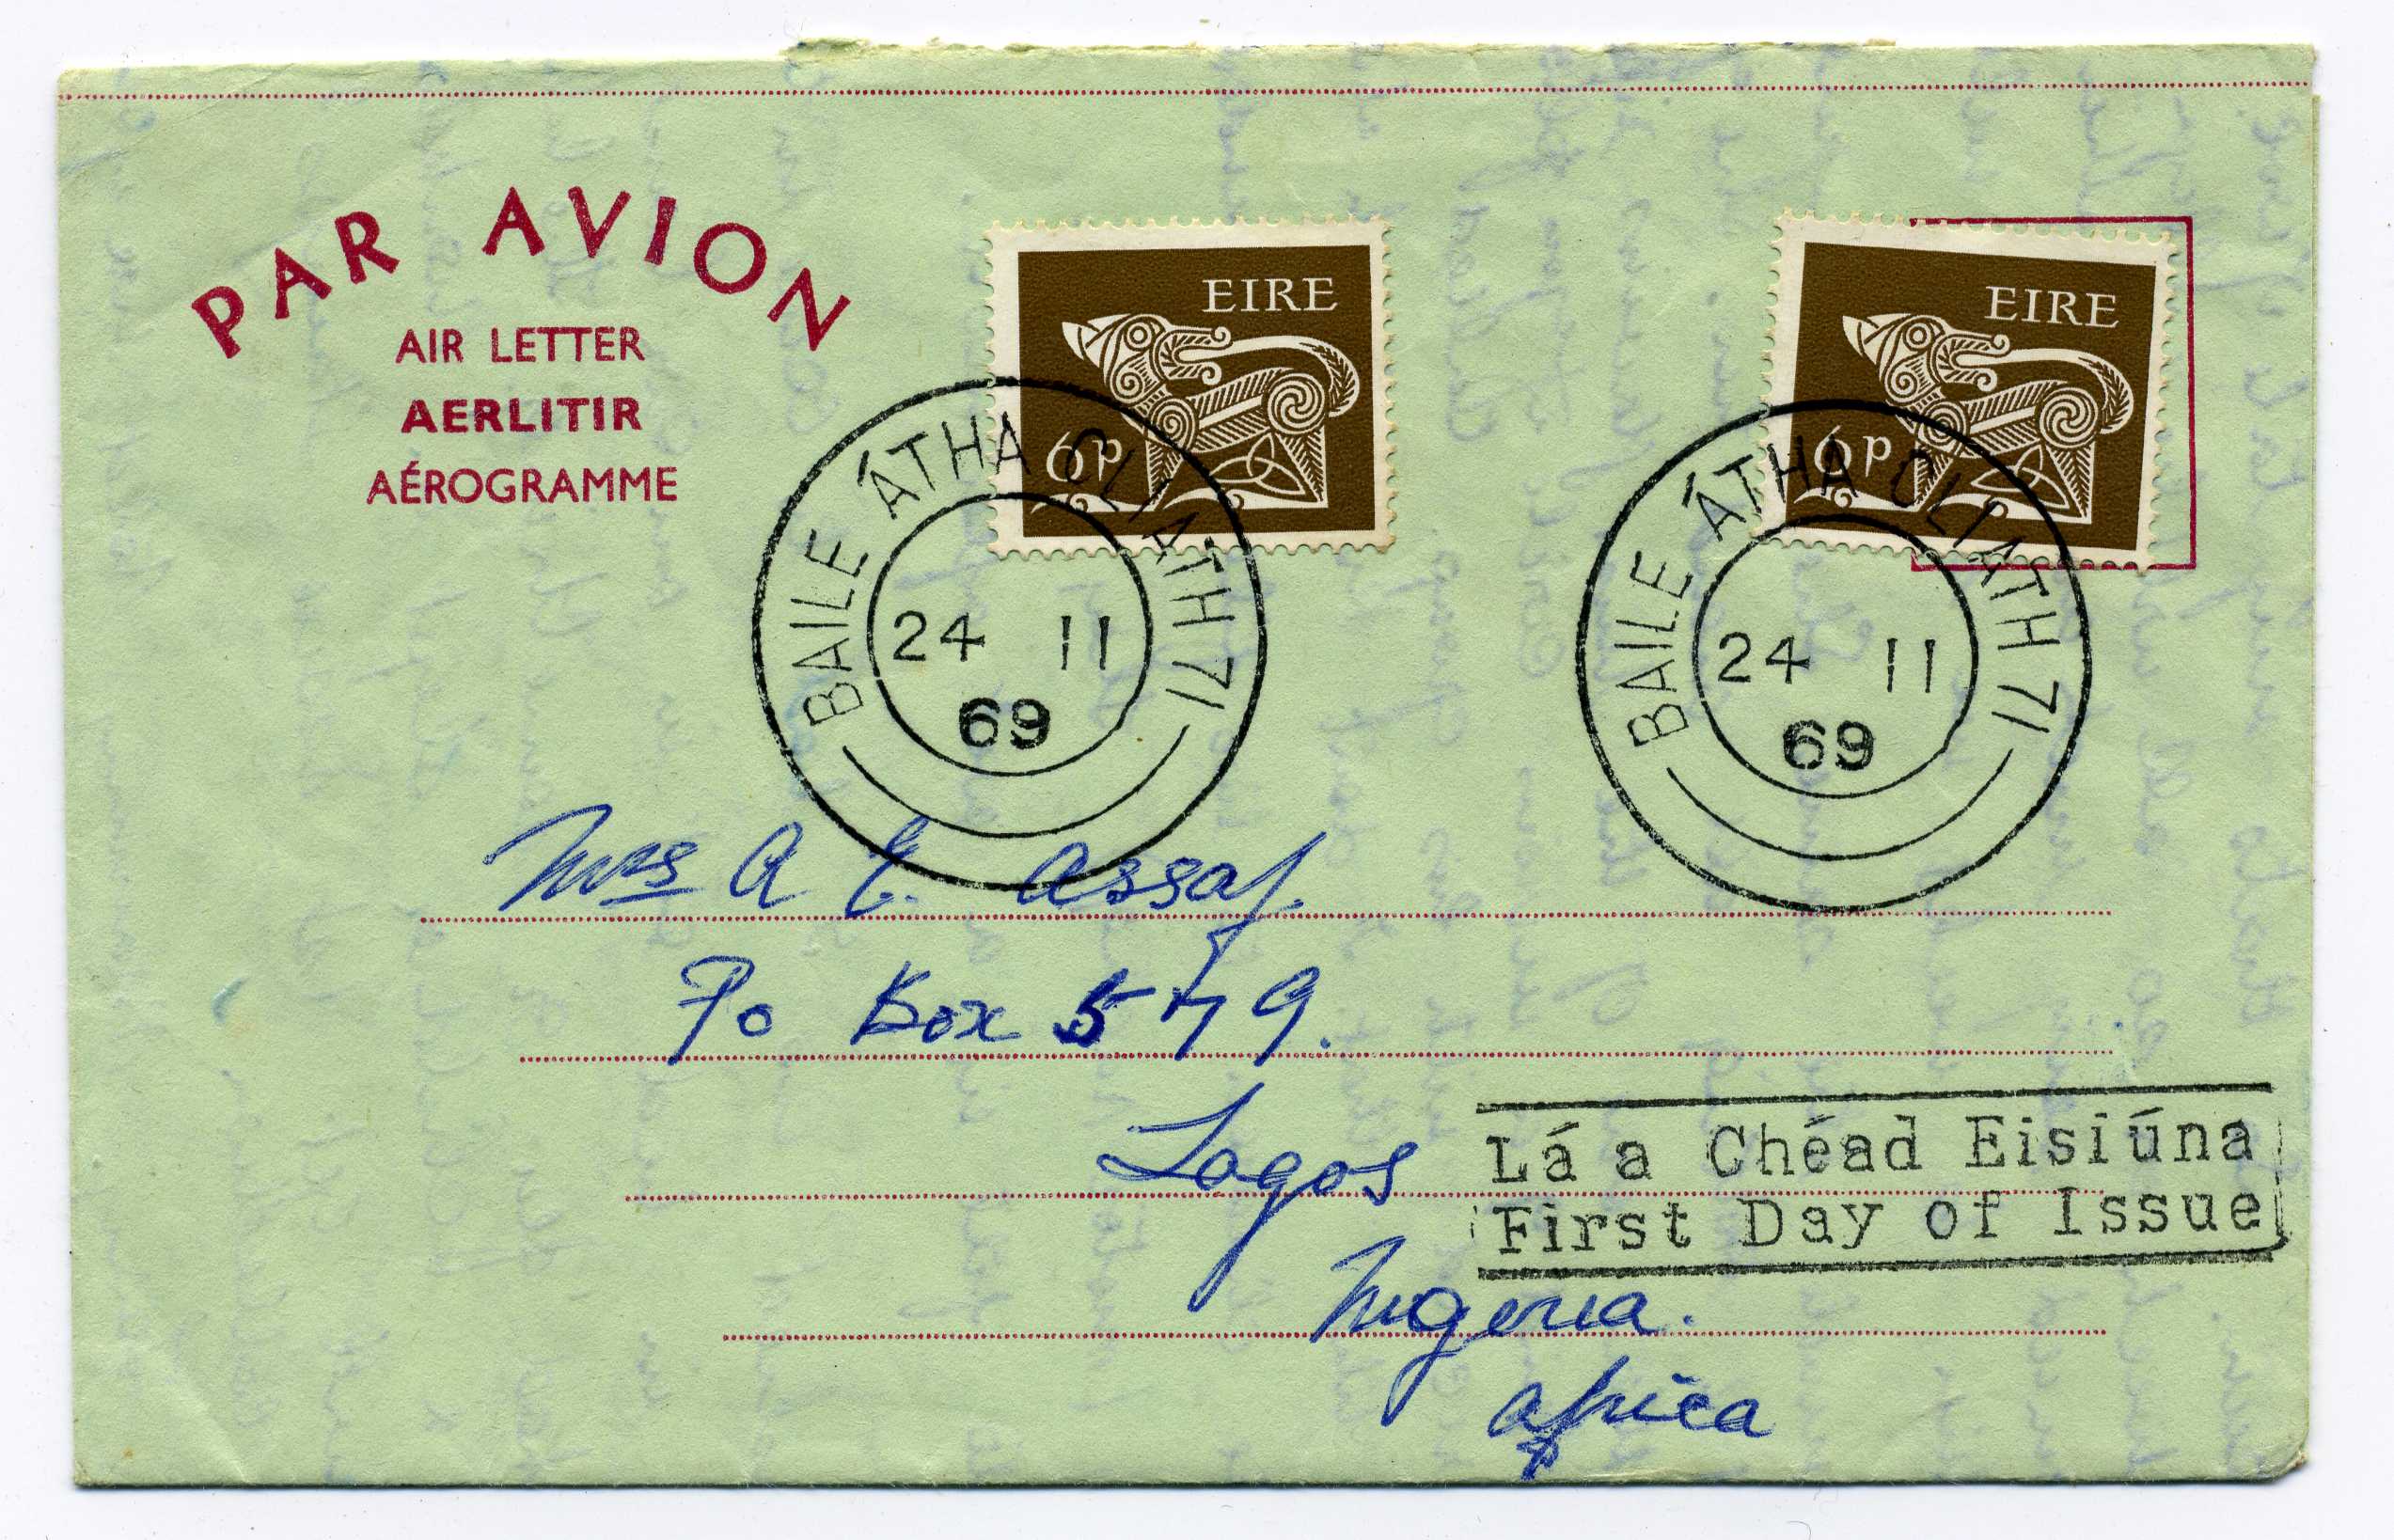 PAR AVION
AIR LETTER
AERLITIR
AÉROGRAMME
EIRE
6p
EIRE
6p
BAILE ÁTHA CLIATH 71
24 11
69
BAILE ÁTHA CLIATH 71
24 11
69
Mrs A E. Assaf.
Po Box 579.
Lagos
Nigeria.
Africa
Lá a Chéad Eisiúna
First Day of Issue